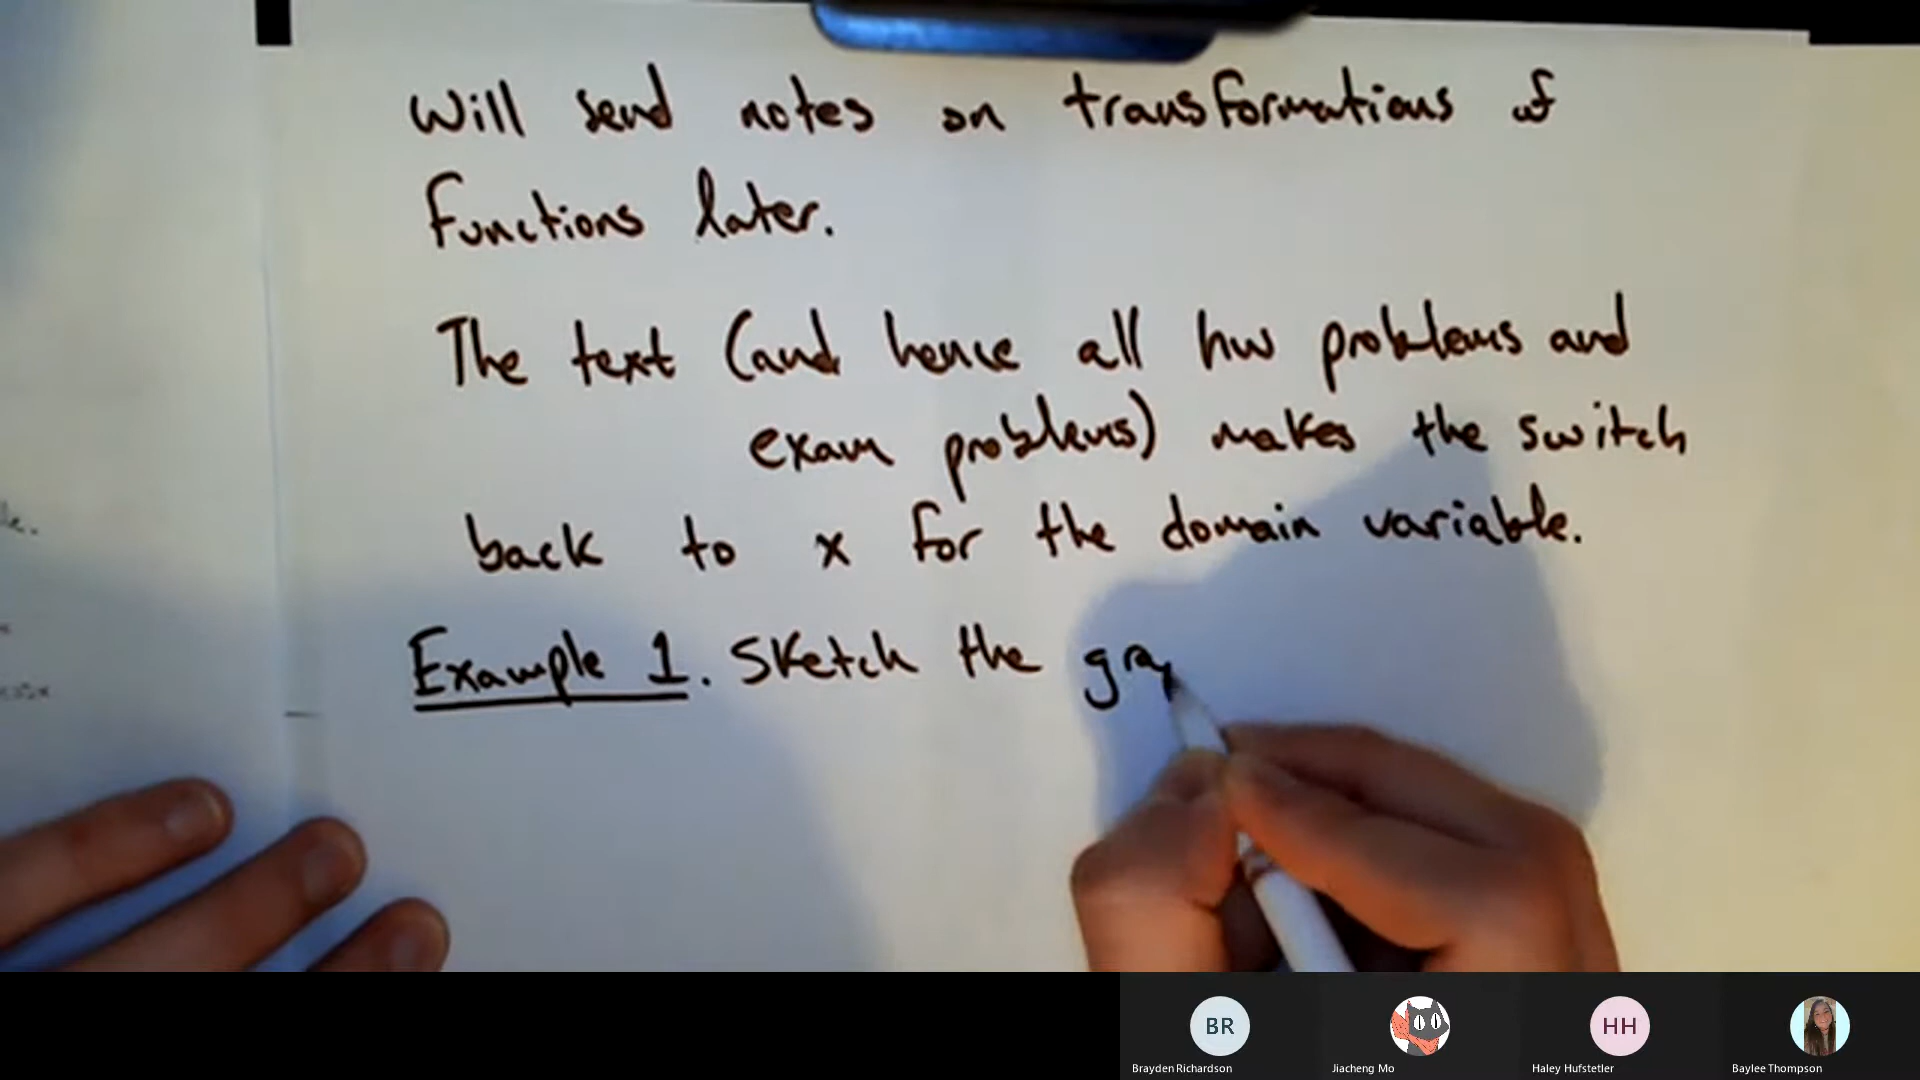 Will send notes on transformations of
functions later.
The text (and hence all hw problems and
exam problems) makes the switch
back to x for the domain variable.
Example 1. Sketch the gra
BR
HH
Brayden Richardson
Jiacheng Mo
Haley Hufstetler
Baylee Thompson